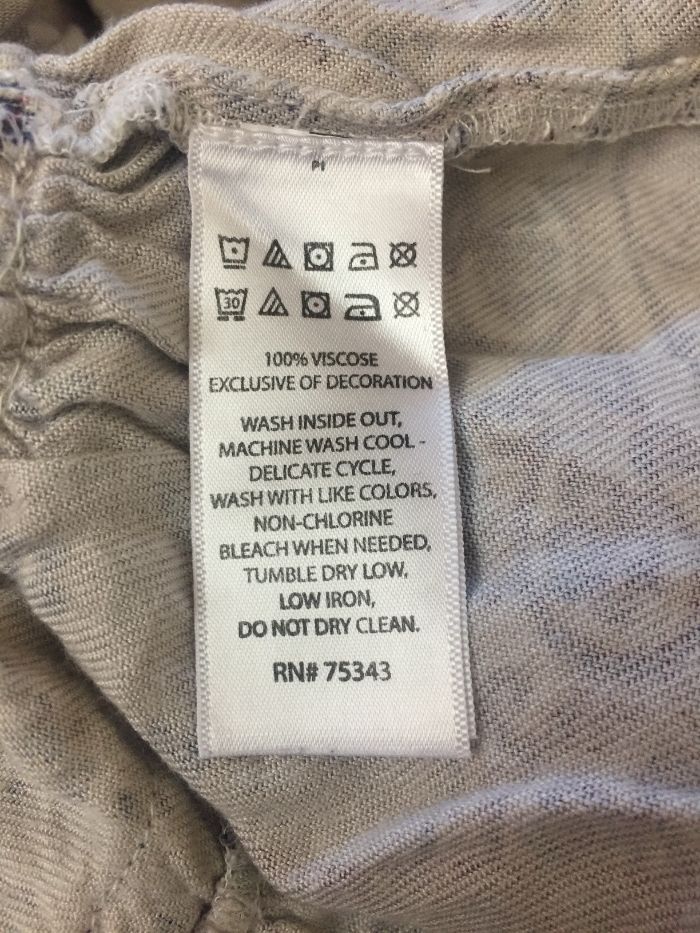 30
100% VISCOSE
EXCLUSIVE OF DECORATION
WASH INSIDE OUT,
MACHINE WASH COOL -
DELICATE CYCLE,
WASH WITH LIKE COLORS,
NON-CHLORINE
BLEACH WHEN NEEDED,
TUMBLE DRY LOW,
LOW IRON,
DO NOT DRY CLEAN.
RN# 75343